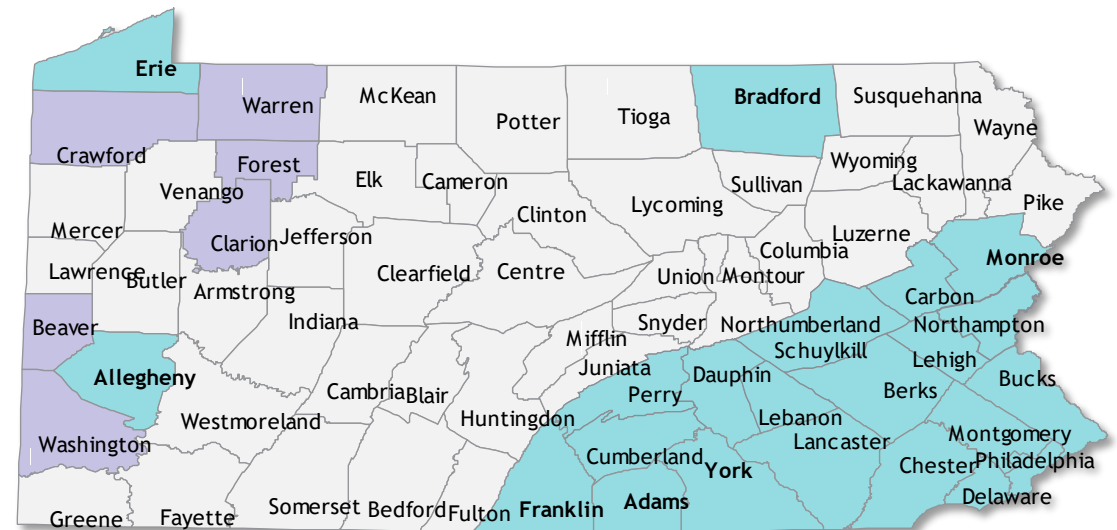 Erie
Warren
McKean
Potter
Tioga
Bradford
Susquehanna
Wayne
Crawford
Forest
Venango
Elk
Cameron
Sullivan
Wyoming
Lackawanna
Pike
Mercer
Clarion
Jefferson
Clinton
Lycoming
Columbia
Luzerne
Monroe
Lawrence
Butler
Armstrong
Clearfield
Centre
Union
Montour
Carbon
Beaver
Indiana
Mifflin
Snyder
Northumberland
Northampton
Schuylkill
Juniata
Lehigh
Allegheny
Cambria
Blair
Perry
Dauphin
Berks
Bucks
Westmoreland
Huntingdon
Lebanon
Washington
Cumberland
York
Lancaster
Montgomery
Chester
Philadelphia
Greene
Fayette
Somerset
Bedford
Fulton
Franklin
Adams
Delaware